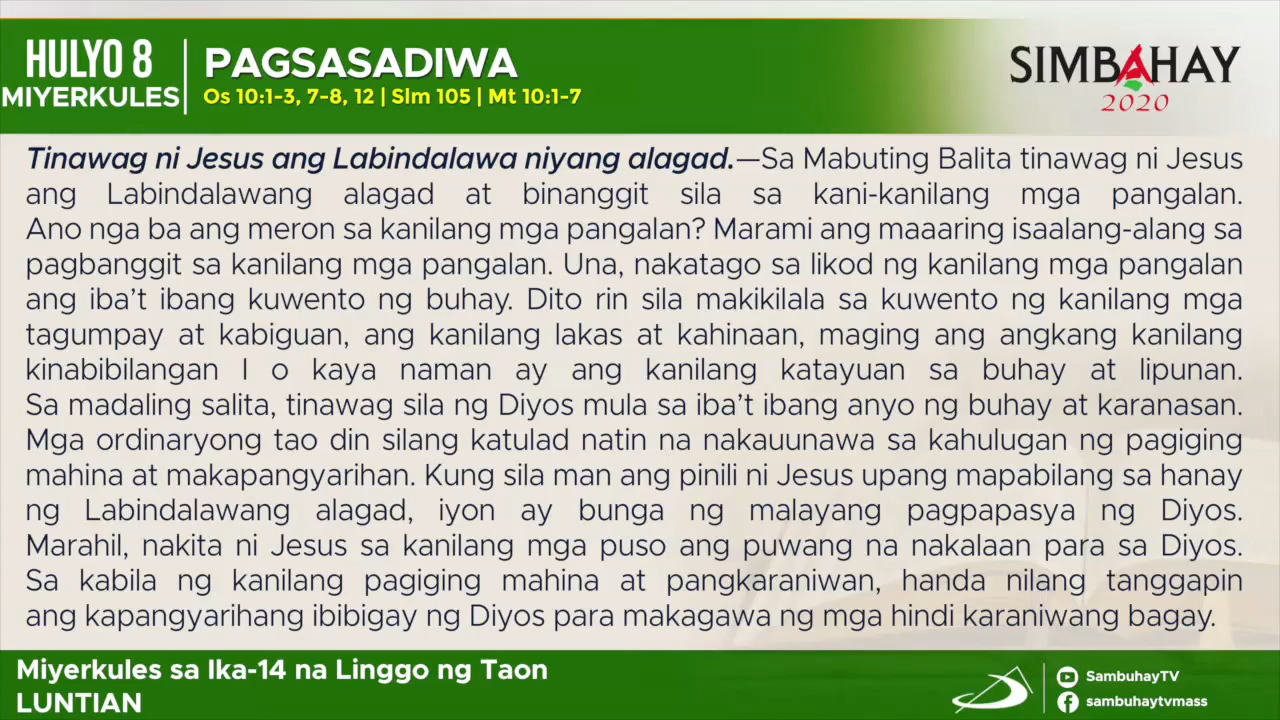 HULYO 8
MIYERKULES
PAGSASADIWA
Os 10:1-3, 7-8, 12 | Slm 105 | Mt 10:1-7
SIMBAHAY
2020
Tinawag ni Jesus ang Labindalawa niyang alagad.—Sa Mabuting Balita tinawag ni Jesus
ang Labindalawang alagad at binanggit sila sa kani-kanilang mga pangalan.
Ano nga ba ang meron sa kanilang mga pangalan? Marami ang maaaring isaalang-alang sa
pagbanggit sa kanilang mga pangalan. Una, nakatago sa likod ng kanilang mga pangalan
ang iba't ibang kuwento ng buhay. Dito rin sila makikilala sa kuwento ng kanilang mga
tagumpay at kabiguan, ang kanilang lakas at kahinaan, maging ang angkang kanilang
kinabibilangan I o kaya naman ay ang kanilang katayuan sa buhay at lipunan.
Sa madaling salita, tinawag sila ng Diyos mula sa iba't ibang anyo ng buhay at karanasan.
Mga ordinaryong tao din silang katulad natin na nakauunawa sa kahulugan ng pagiging
mahina at makapangyarihan. Kung sila man ang pinili ni Jesus upang mapabilang sa hanay
ng Labindalawang alagad, iyon ay bunga ng malayang pagpapasya ng Diyos.
Marahil, nakita ni Jesus sa kanilang mga puso ang puwang na nakalaan para sa Diyos.
Sa kabila ng kanilang pagiging mahina at pangkaraniwan, handa nilang tanggapin
ang kapangyarihang ibibigay ng Diyos para makagawa ng mga hindi karaniwang bagay.
Miyerkules sa Ika-14 na Linggo ng Taon
LUNTIAN
SambuhayTV
sambuhaytvmass